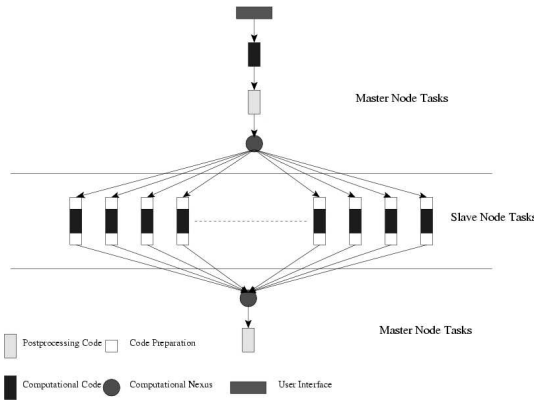 Master Node Tasks
Slave Node Tasks
Master Node Tasks
Postprocessing Code
Code Preparation
Computational Code
Computational Nexus
User Interface